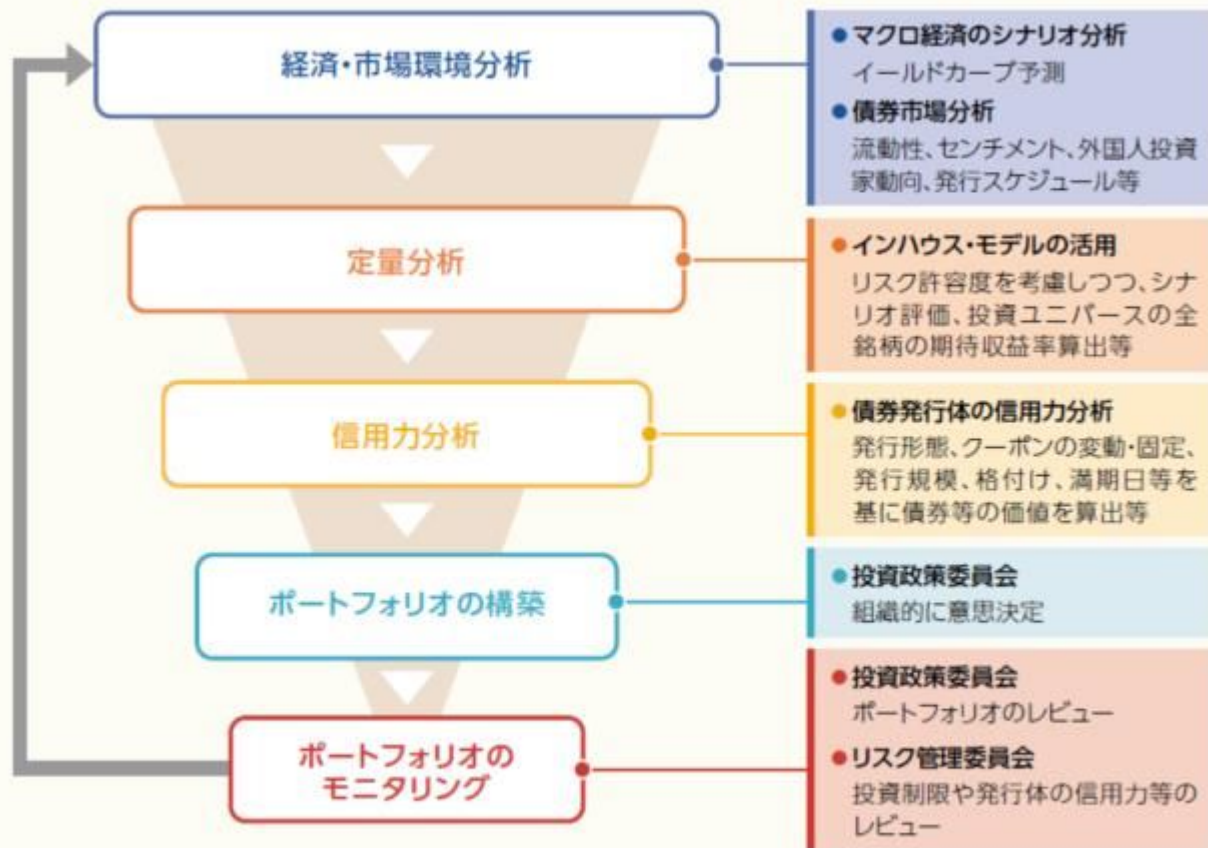 経済・市場環境分析
●マクロ経済のシナリオ分析
イールドカーブ予測
●債券市場分析
流動性、センチメント、外国人投資
家動向、発行スケジュール等
定量分析
●インハウス・モデルの活用
リスク許容度を考慮しつつ、シナ
リオ評価、投資ユニバースの全
銘柄の期待収益率算出等
信用力分析
●債券発行体の信用力分析
発行形態、クーポンの変動・固定、
発行規模、格付け、満期日等を
基に債券等の価値を算出等
ポートフォリオの構築
●投資政策委員会
組織的に意思決定
ポートフォリオの
モニタリング
●投資政策委員会
ポートフォリオのレビュー
●リスク管理委員会
投資制限や発行体の信用力等の
レビュー